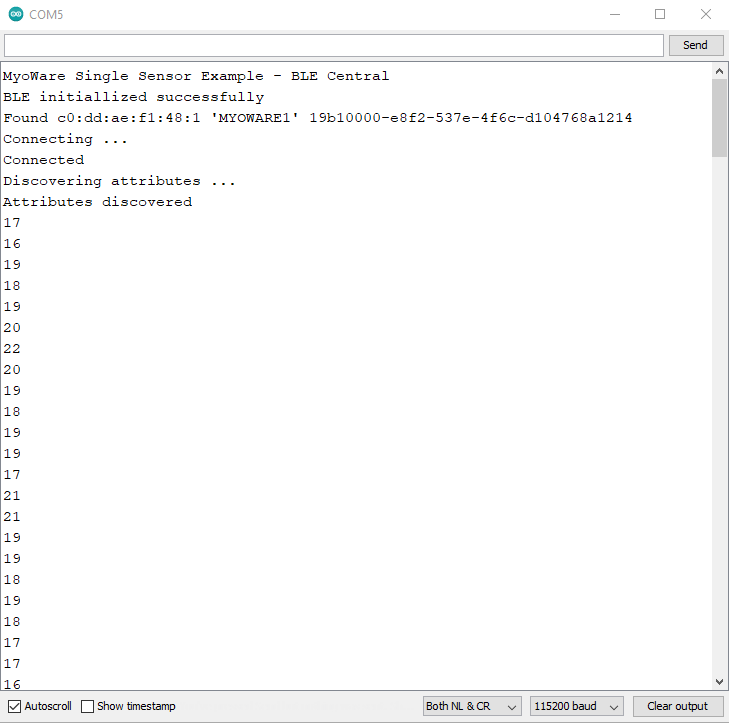 COM5
Send
MyoWare Single Sensor Example - BLE Central
BLE initiallized successfully
Found c0:dd:ae:f1:48:1 'MYOWARE1' 19b10000-e8f2-537e-4f6c-d104768a1214
Connecting ...
Connected
Discovering attributes ...
Attributes discovered
17
16
19
18
19
20
22
20
19
18
19
19
17
21
21
19
19
18
19
18
17
17
16
Autoscroll Show timestamp Both NL & CR 115200 baud Clear output